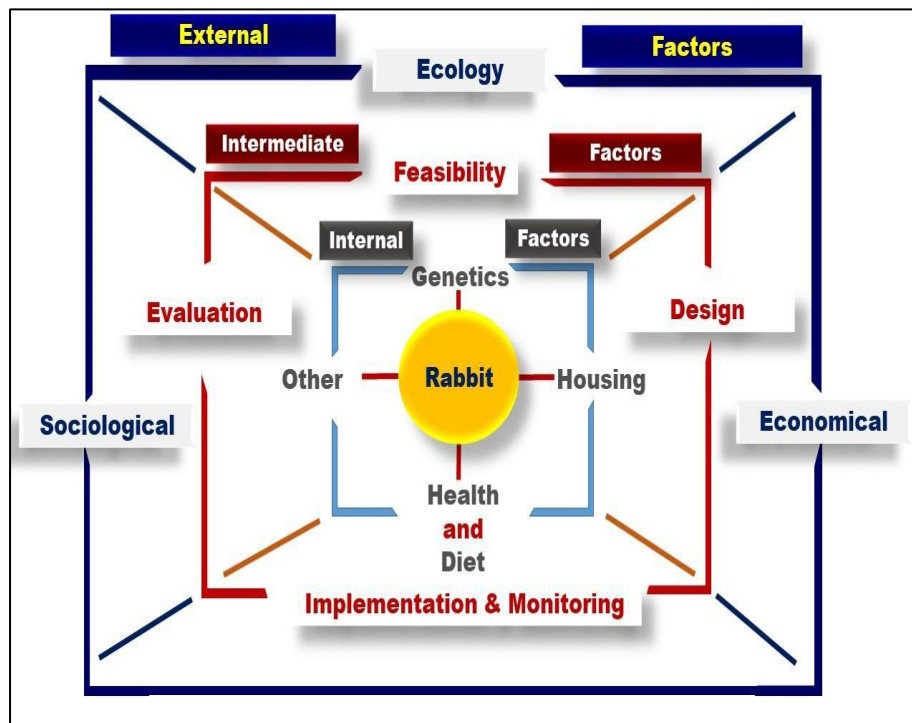 External Factors
Ecology
Intermediate Factors
Feasibility
Internal Factors
Genetics
Evaluation
Design
Other
Rabbit
Housing
Sociological
Economical
Health
and
Diet
Implementation & Monitoring